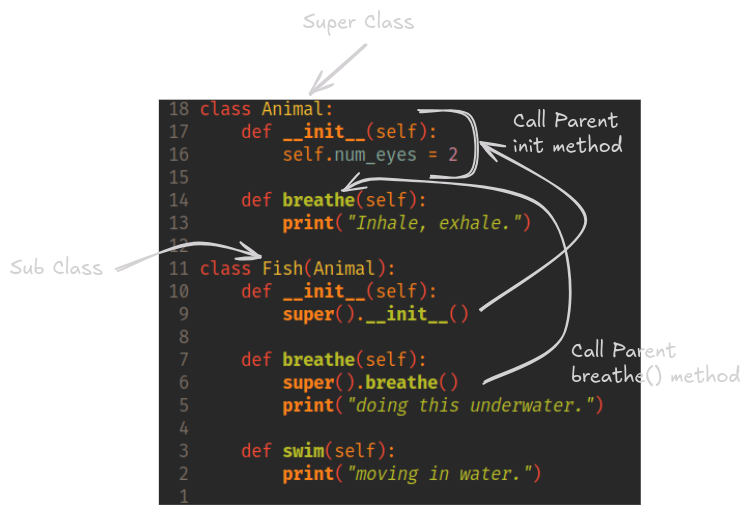 Super Class
18 class Animal:
17     def __init__(self):
16         self.num_eyes = 2
15
14     def breathe(self):
13         print("Inhale, exhale.")
12
11 class Fish(Animal):
10     def __init__(self):
9         super().__init__()
8
7     def breathe(self):
6         super().breathe()
5         print("doing this underwater.")
4
3     def swim(self):
2         print("moving in water.")
1
Call Parent
init method
Sub Class
Call Parent
breathe() method